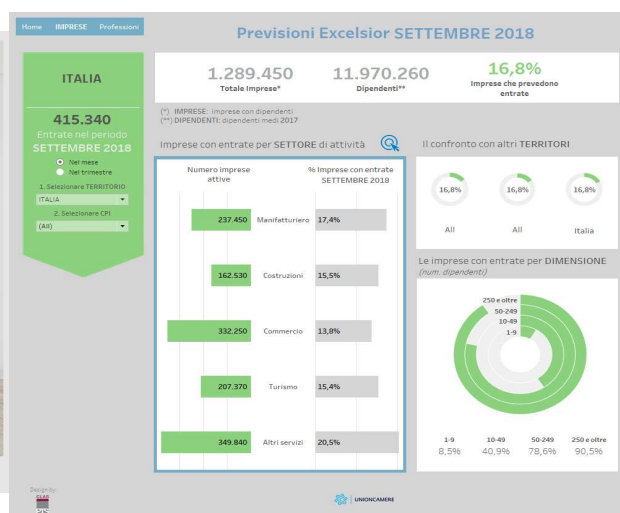 Home IMPRESE Professioni
Previsioni Excelsior SETTEMBRE 2018
ITALIA
415.340
Entrate nel periodo
SETTEMBRE 2018
Nel mese
Nel trimestre
1. Selezionare TERRITORIO
ITALIA
2. Selezionare CPI
(All)
1.289.450
Totale Imprese*
11.970.260
Dipendenti**
16,8%
Imprese che prevedono
entrate
(*) IMPRESE: imprese con dipendenti
(**) DIPENDENTI: dipendenti medi 2017
Imprese con entrate per SETTORE di attività
Numero imprese
attive
% Imprese con entrate
SETTEMBRE 2018
237.450 Manifatturiero 17,4%
162.530 Costruzioni 15,5%
332.250 Commercio 13,8%
207.370 Turismo 15,4%
349.840 Altri servizi 20,5%
Il confronto con altri TERRITORI
16,8% 16,8% 16,8%
All All Italia
Le imprese con entrate per DIMENSIONE
(num. dipendenti)
250 e oltre
50-249
10-49
1-9
1-9 10-49 50-249 250 e oltre
8,5% 40,9% 78,6% 90,5%
Design by:
CLAS
UNIONCAMERE